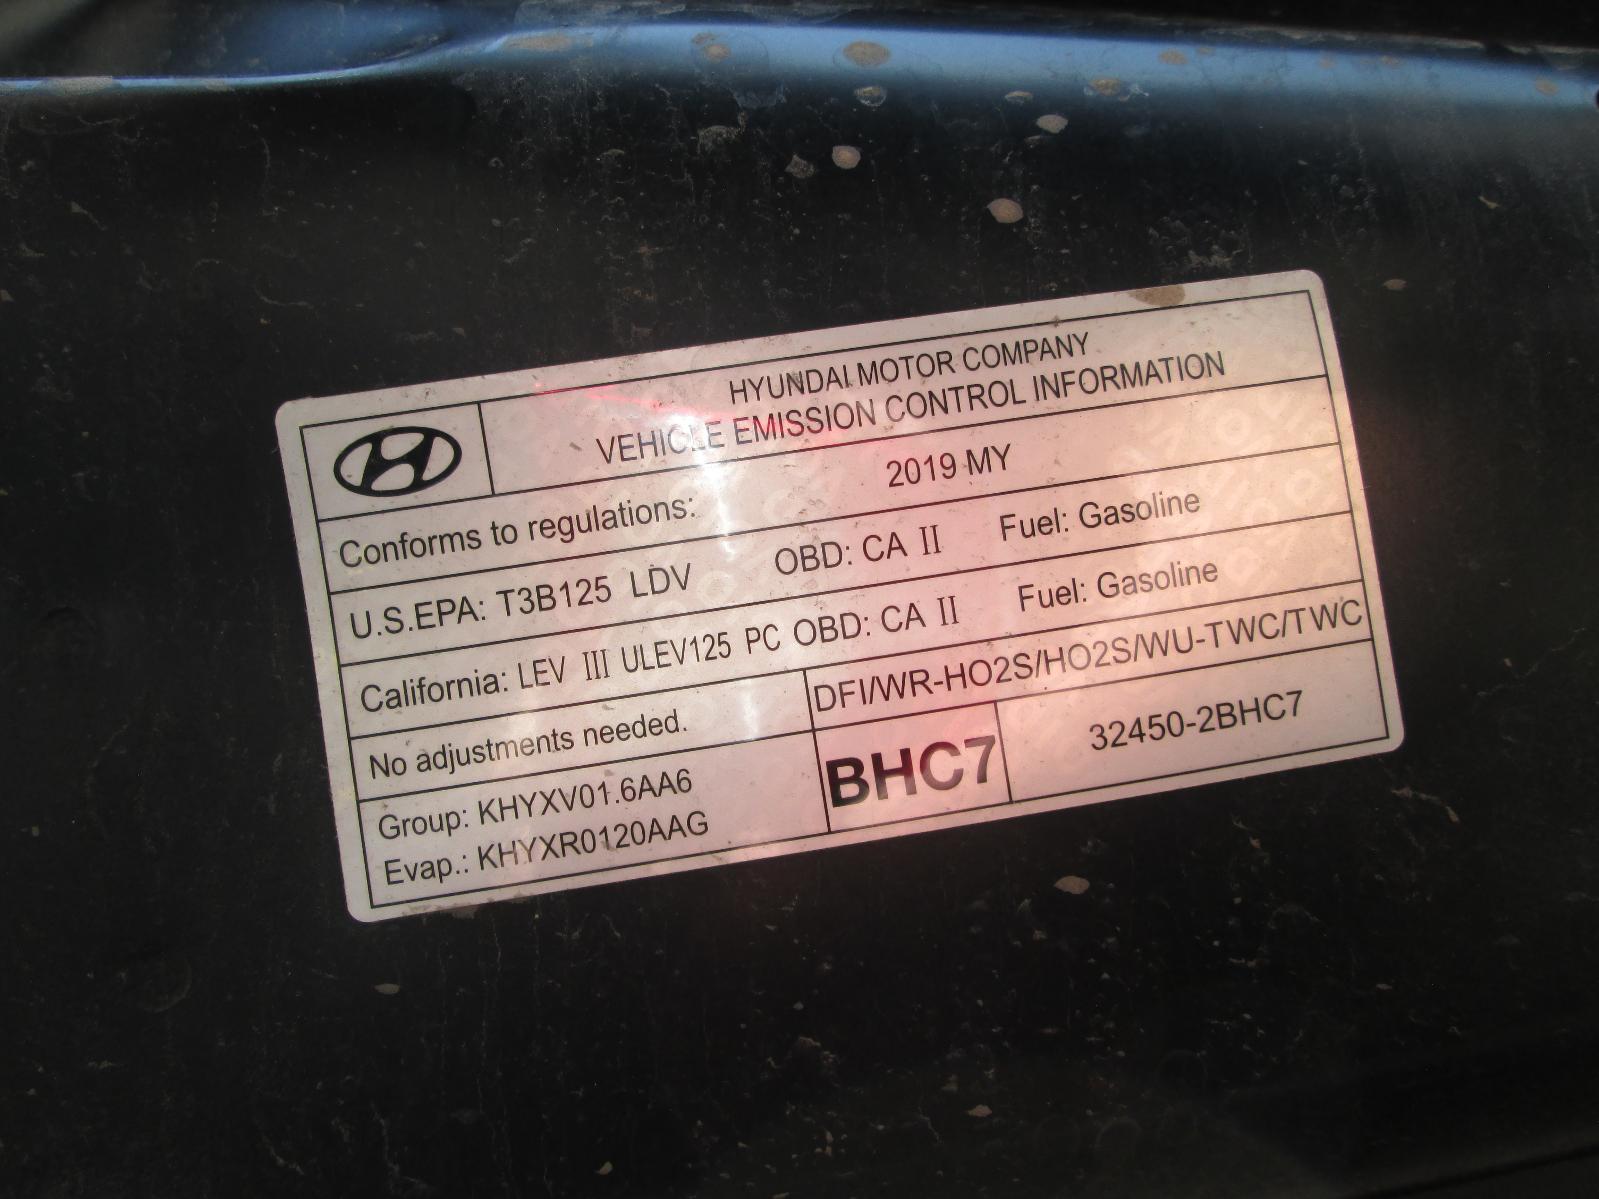 HYUNDAI MOTOR COMPANY
VEHICLE EMISSION CONTROL INFORMATION
Conforms to regulations: 2019 MY
U.S.EPA: T3B125 LDV OBD: CA II Fuel: Gasoline
California: LEV III ULEV125 PC OBD: CA II Fuel: Gasoline
No adjustments needed. DFI/WR-HO2S/HO2S/WU-TWC/TWC
Group: KHYXV01.6AA6
Evap.: KHYXR0120AAG
BHC7
32450-2BHC7